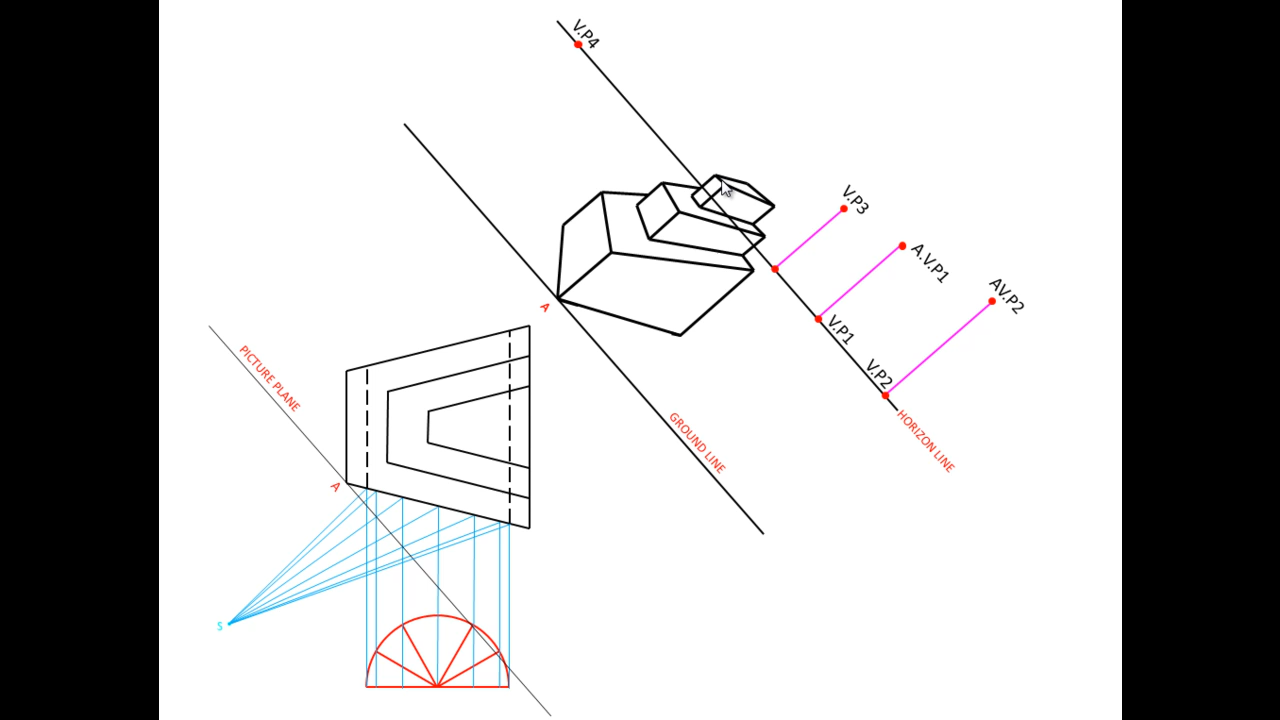 V.P4
V.P3
A.V.P1
AV.P2
A
V.P1
V.P2
PICTURE PLANE
GROUND LINE
HORIZON LINE
A
S